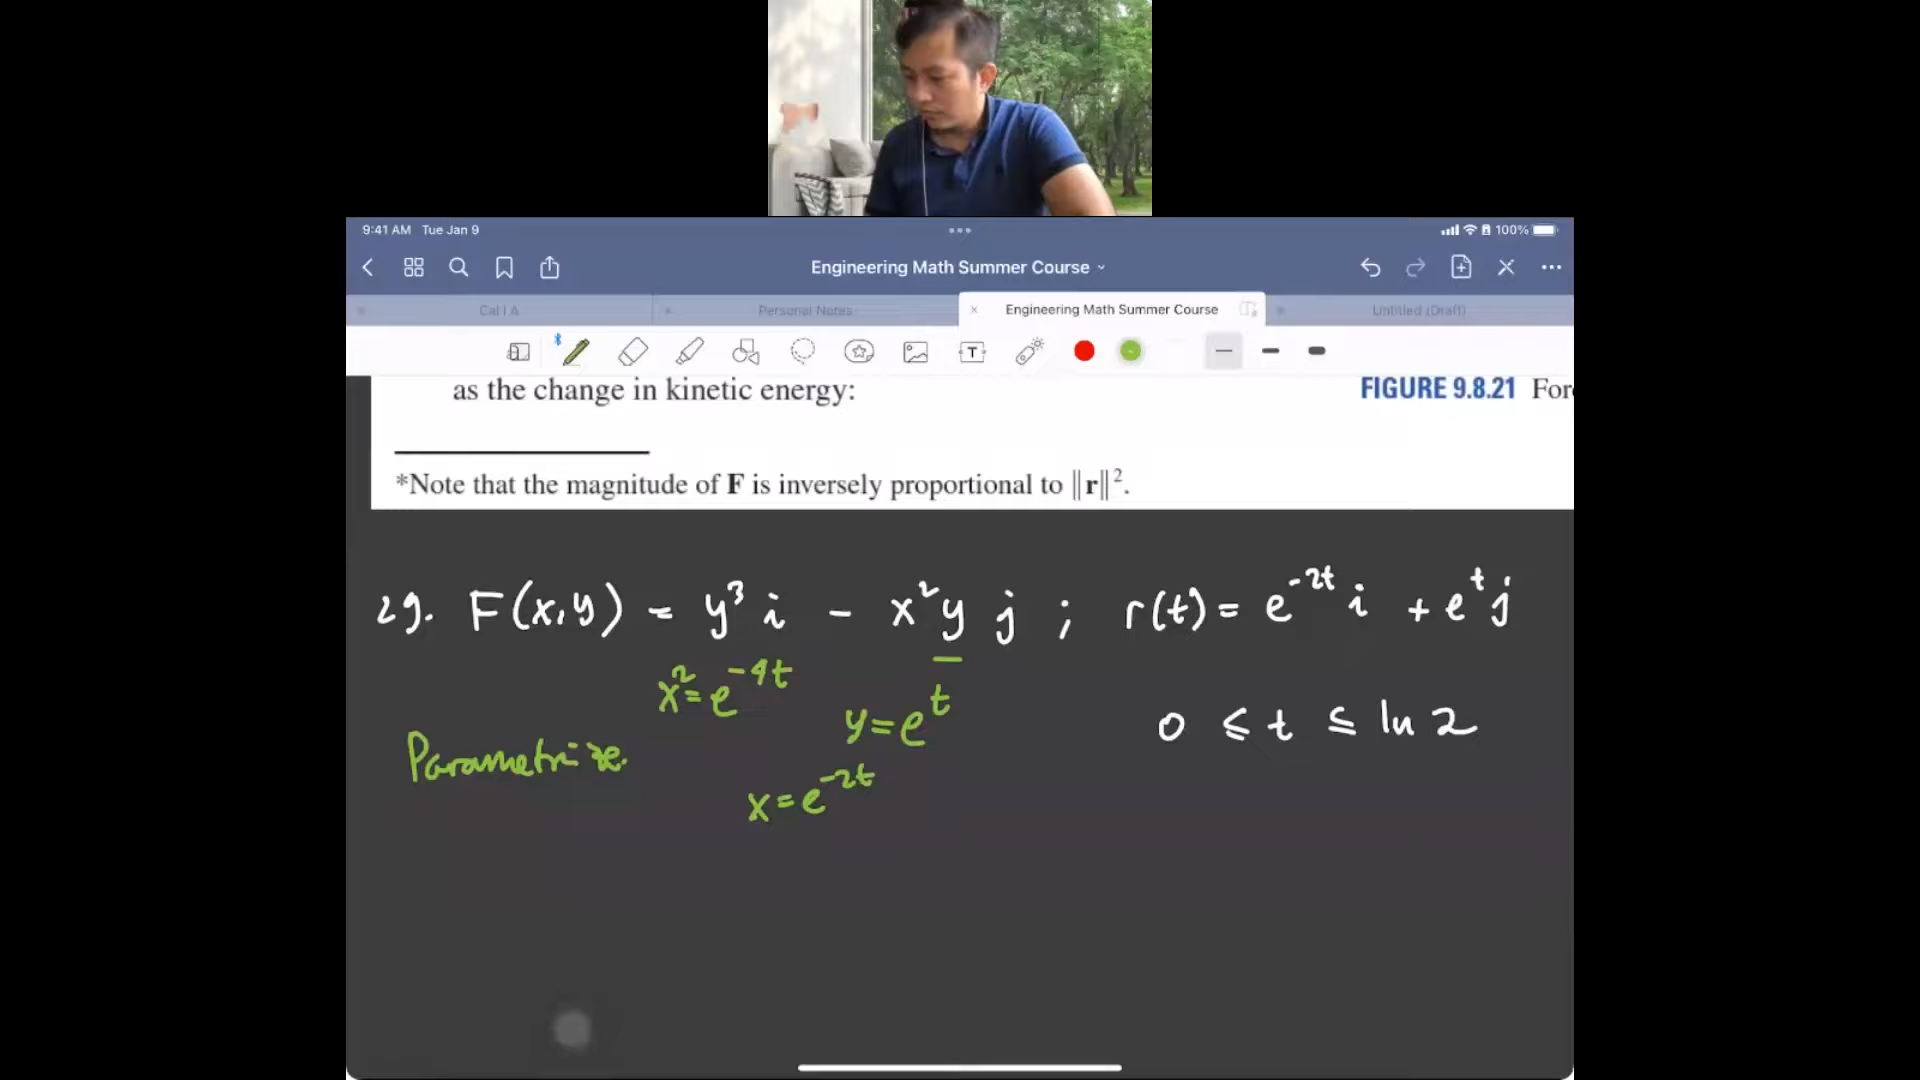 9:41 AM Tue Jan 9
100%
Engineering Math Summer Course
Cal I A
Personal Notes
Engineering Math Summer Course
Untitled (Draft)
T
as the change in kinetic energy:
FIGURE 9.8.21 For
*Note that the magnitude of F is inversely proportional to ||r||².
29. F(x,y) = y³ i - x²y j ; r(t) = e^-2t i + e^t j
x² = e^-4t
y = e^t
0 ≤ t ≤ ln 2
Parametrize.
x = e^-2t